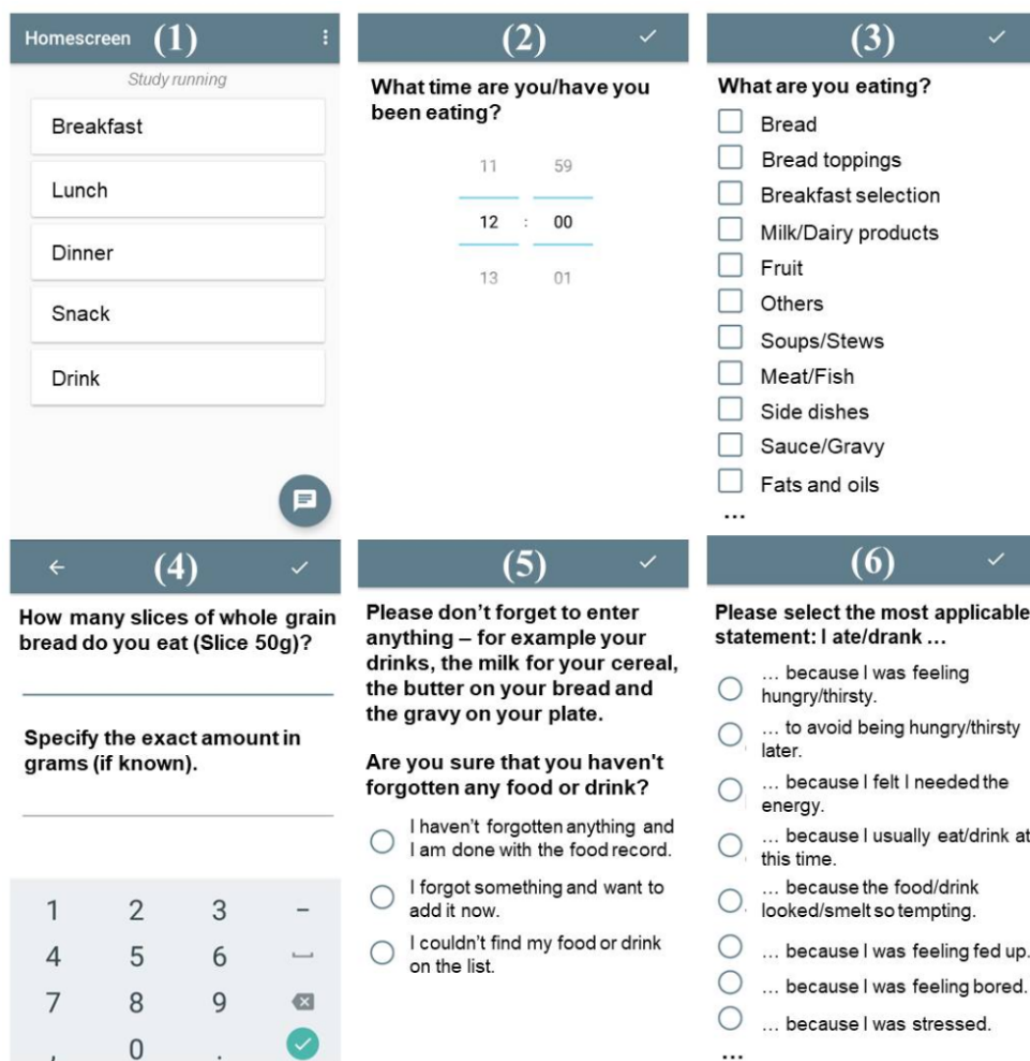 Homescreen (1)
Study running
Breakfast
Lunch
Dinner
Snack
Drink
(2)
What time are you/have you
been eating?
11 59
12 : 00
13 01
(3)
What are you eating?
Bread
Bread toppings
Breakfast selection
Milk/Dairy products
Fruit
Others
Soups/Stews
Meat/Fish
Side dishes
Sauce/Gravy
Fats and oils
...
(4)
How many slices of whole grain
bread do you eat (Slice 50g)?
Specify the exact amount in
grams (if known).
1 2 3 –
4 5 6
7 8 9
, 0 .
(5)
Please don't forget to enter
anything – for example your
drinks, the milk for your cereal,
the butter on your bread and
the gravy on your plate.
Are you sure that you haven't
forgotten any food or drink?
I haven't forgotten anything and
I am done with the food record.
I forgot something and want to
add it now.
I couldn't find my food or drink
on the list.
(6)
Please select the most applicable
statement: I ate/drank ...
... because I was feeling
hungry/thirsty.
... to avoid being hungry/thirsty
later.
... because I felt I needed the
energy.
... because I usually eat/drink at
this time.
... because the food/drink
looked/smelt so tempting.
... because I was feeling fed up.
... because I was feeling bored.
... because I was stressed.
...